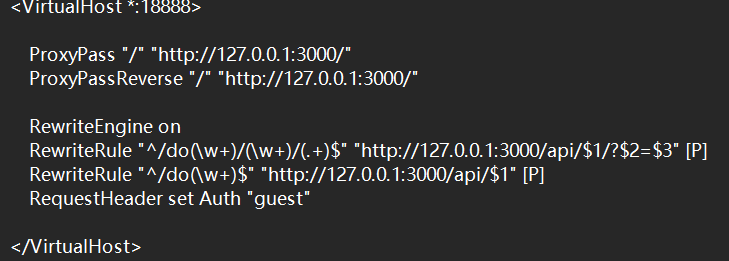 <VirtualHost *:18888>
ProxyPass "/" "http://127.0.0.1:3000/"
ProxyPassReverse "/" "http://127.0.0.1:3000/"
RewriteEngine on
RewriteRule "^/do(\w+)/(\w+)/(.+)$" "http://127.0.0.1:3000/api/$1/?$2=$3" [P]
RewriteRule "^/do(\w+)$" "http://127.0.0.1:3000/api/$1" [P]
RequestHeader set Auth "guest"
</VirtualHost>